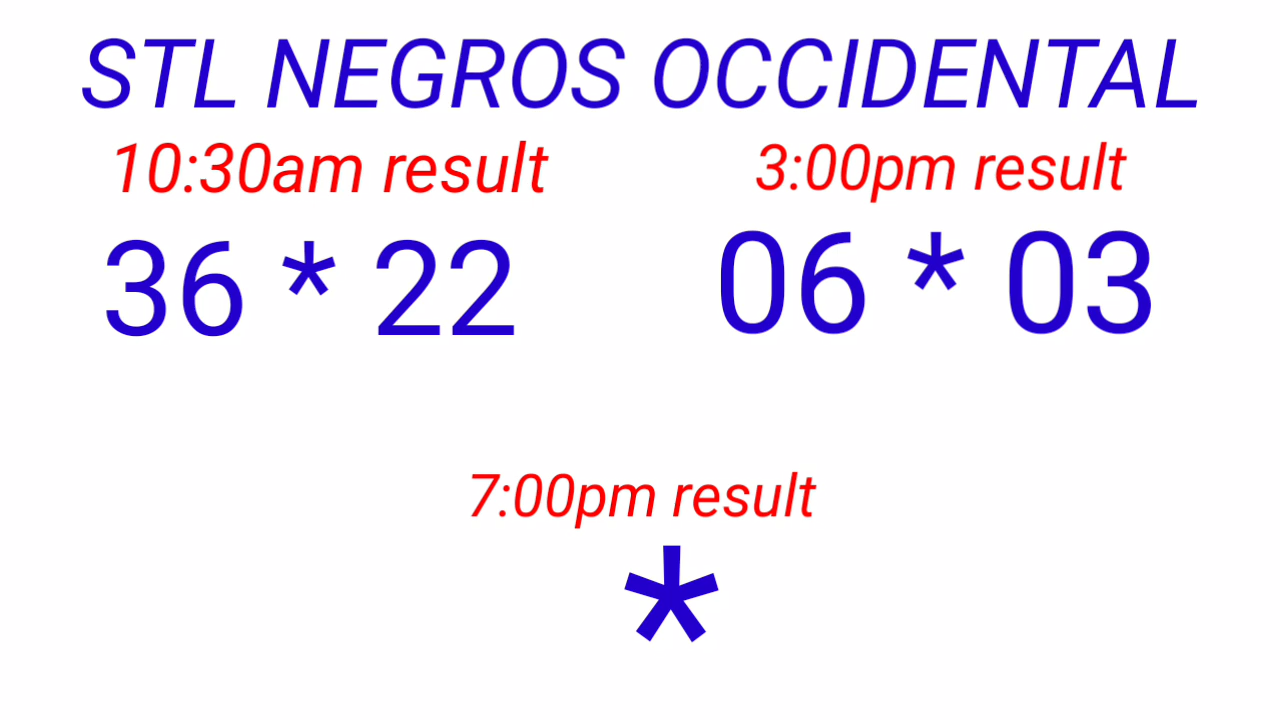 STL NEGROS OCCIDENTAL
10:30am result
3:00pm result
36 * 22
06 * 03
7:00pm result
*